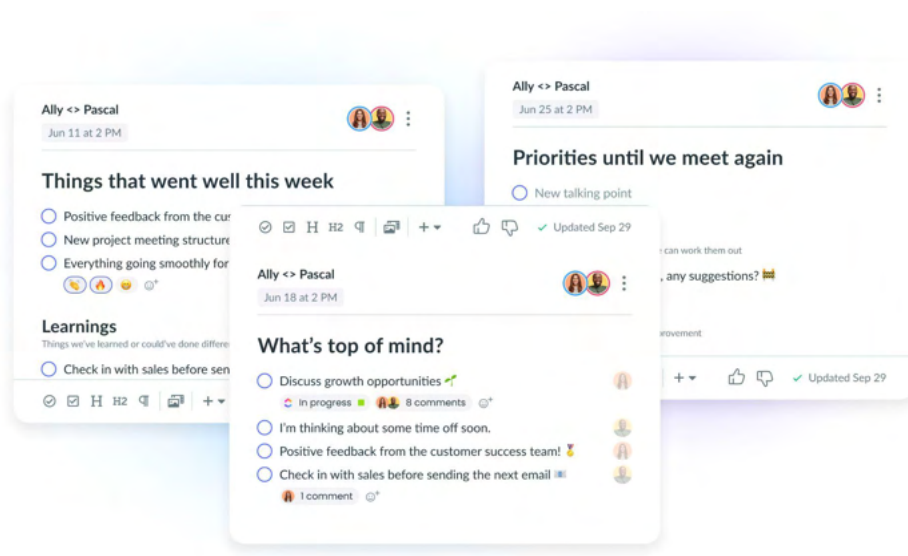 Ally <> Pascal
Jun 11 at 2 PM
Things that went well this week
Positive feedback from the
New project meeting structure
Everything going smoothly for
Learnings
Things we've learned or could've done
Check in with sales before
H H2
Ally <> Pascal
Jun 25 at 2 PM
Priorities until we meet again
New talking point
can work them out
, any suggestions?
Updated Sep 29
H H2
Updated Sep 29
Ally <> Pascal
Jun 18 at 2 PM
What's top of mind?
Discuss growth opportunities
In progress 8 comments
I'm thinking about some time off soon.
Positive feedback from the customer success team!
Check in with sales before sending the next email
1 comment